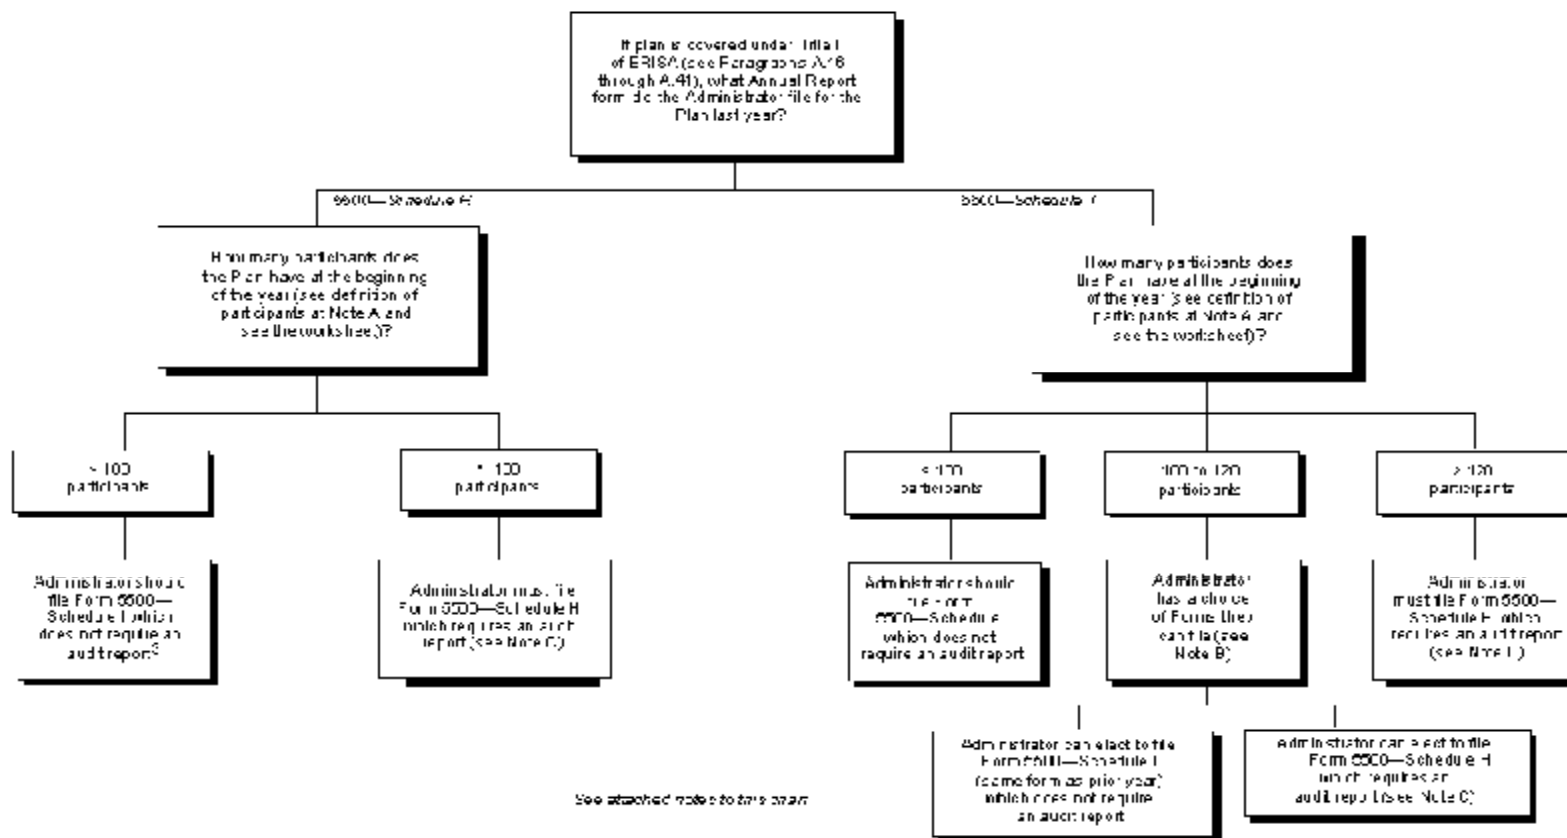 If plan is covered under Title I
of ERISA (see Paragraphs A.16
through A.41), what Annual Report
form did the Administrator file for the
Plan last year?
5500—Schedule H
5500—Schedule I
How many participants does
the Plan have at the beginning
of the year (see definition of
participants at Note A and
see the worksheet)?
How many participants does
the Plan have at the beginning
of the year (see definition of
participants at Note A and
see the worksheet)?
< 100
participants
100
participants
< 100
participants
100 to 120
participants
> 120
participants
Administrator should
file Form 5500—
Schedule I which
does not require an
audit report
Administrator must file
Form 5500—Schedule H
which requires an audit
report (see Note C)
Administrator should
file Form
5500—Schedule
which does not
require an audit report
Administrator
has a choice
of Forms they
can file (see
Note B)
Administrator
must file Form 5500—
Schedule H, which
requires an audit report
(see Note
Administrator can elect to file
Form 5500—Schedule I
(same form as prior year)
which does not require
an audit report
Administrator can elect to file
Form 5500—Schedule H
which requires an
audit report (see Note C)
See attached notes to this chart